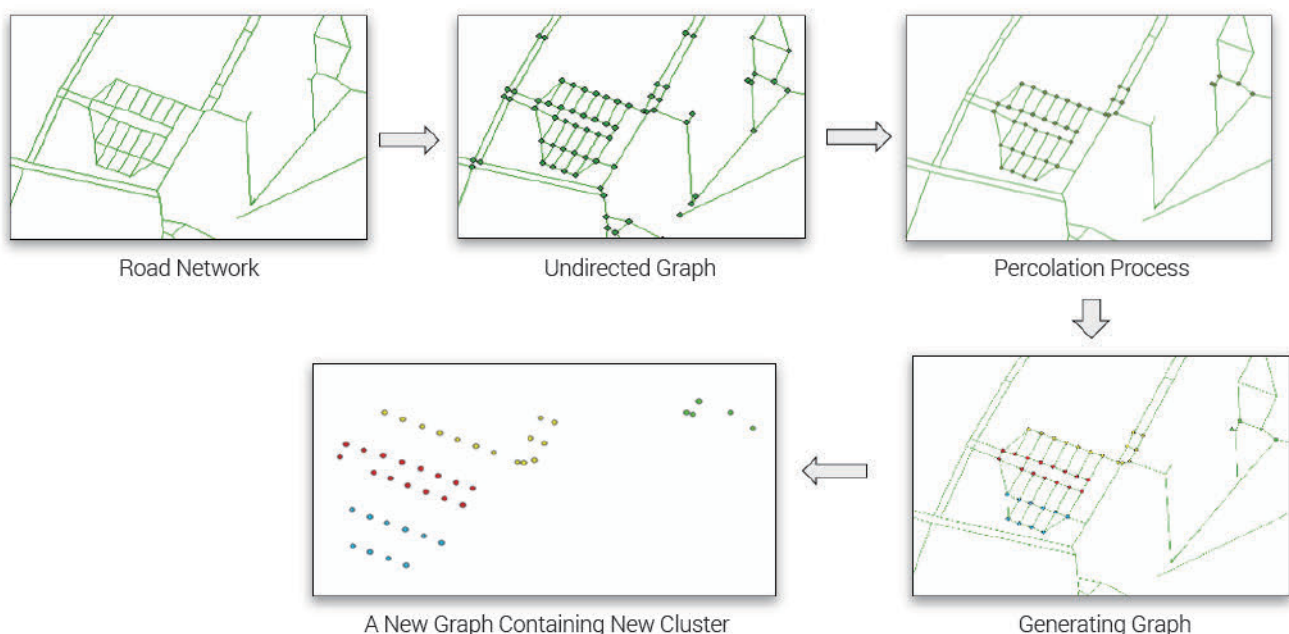 Road Network
Undirected Graph
Percolation Process
A New Graph Containing New Cluster
Generating Graph